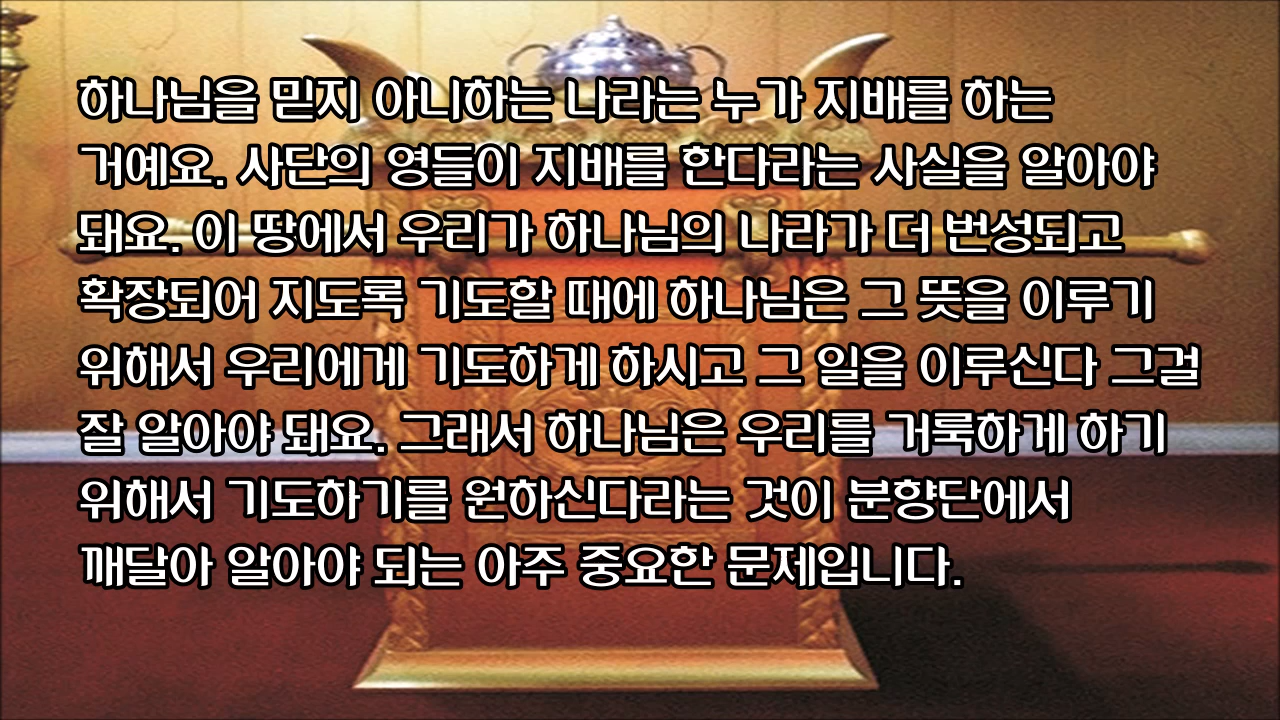 하나님을 믿지 아니하는 나라는 누가 지배를 하는
거예요. 사단의 영들이 지배를 한다라는 사실을 알아야
돼요. 이 땅에서 우리가 하나님의 나라가 더 번성되고
확장되어 지도록 기도할 때에 하나님은 그 뜻을 이루기
위해서 우리에게 기도하게 하시고 그 일을 이루신다 그걸
잘 알아야 돼요. 그래서 하나님은 우리를 거룩하게 하기
위해서 기도하기를 원하신다라는 것이 분향단에서
깨달아 알아야 되는 아주 중요한 문제입니다.